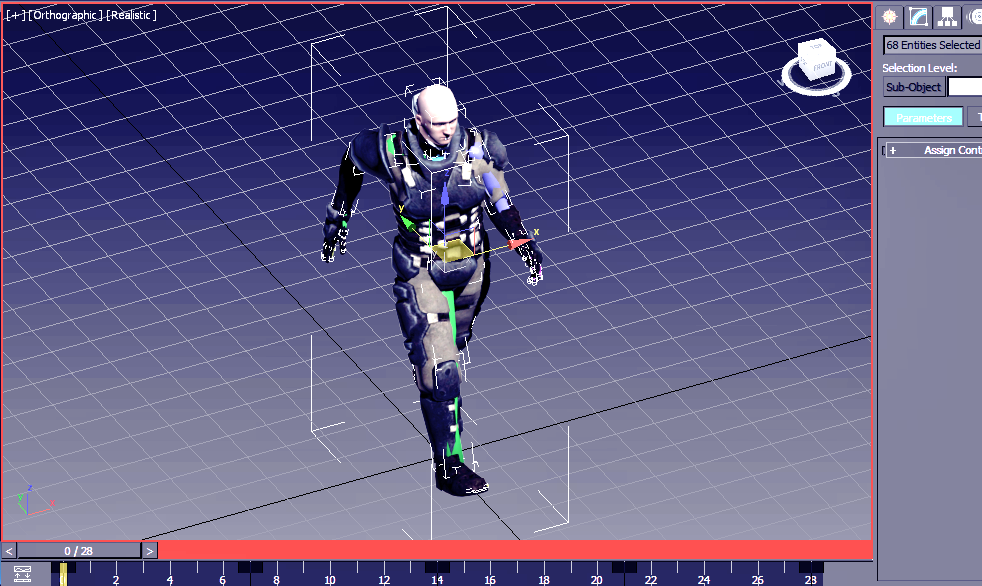 [+] [Orthographic] [Realistic]
68 Entities Selected
Selection Level:
Sub-Object
Parameters
+ Assign Cont
FRONT
y
x
z
y
x
< 0 / 28 >
2 4 6 8 10 12 14 16 18 20 22 24 26 28